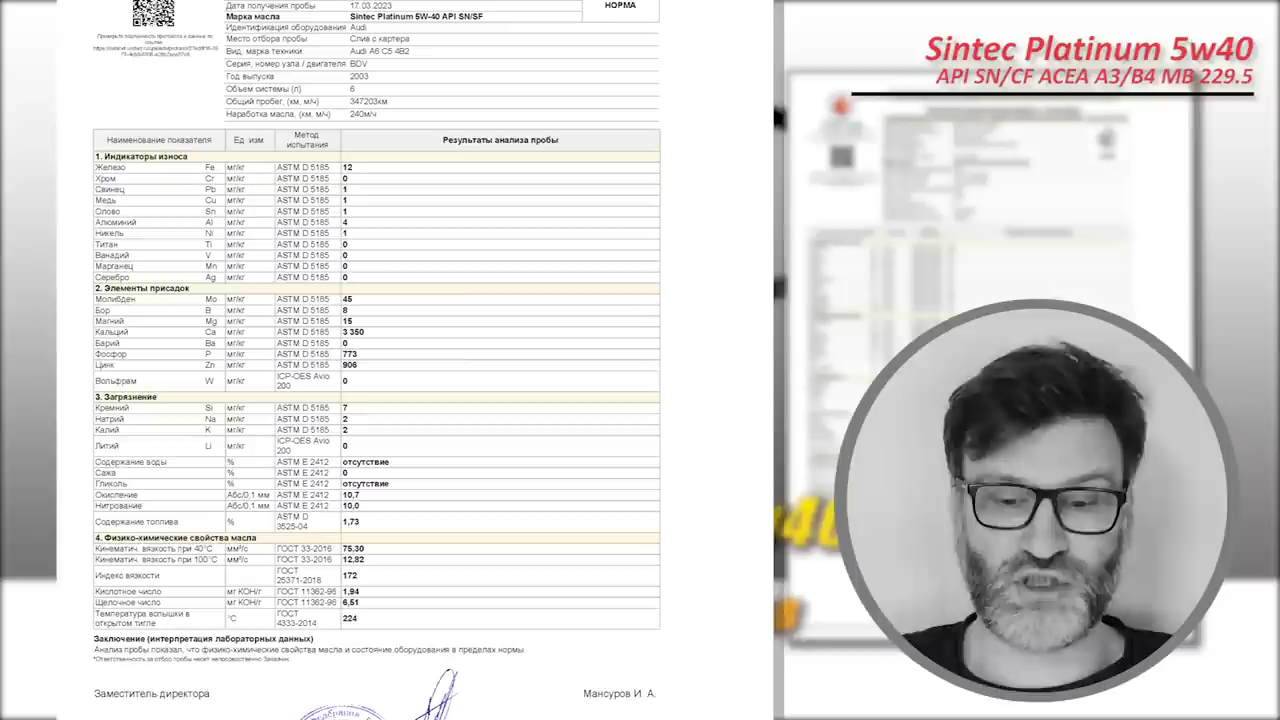 Дата получения пробы 17.03.2023
НОРМА
Марка масла Sintec Platinum 5W-40 API SN/SF
Идентификация оборудования Audi
Место отбора пробы Слив с картера
Вид, марка техники Audi A6 C5 4B2
Серия, номер узла / двигателя BDV
Год выпуска 2003
Объем системы (л) 6
Общий пробег, (км, м/ч) 347203км
Наработка масла, (км, м/ч) 240м/ч
Проверить подлинность протокола и данные по
ссылке
Sintec Platinum 5w40
API SN/CF ACEA A3/B4 MB 229.5
Наименование показателя Ед. изм Метод испытания Результаты анализа пробы
1. Индикаторы износа
Железо Fe мг/кг ASTM D 5185 12
Хром Cr мг/кг ASTM D 5185 0
Свинец Pb мг/кг ASTM D 5185 1
Медь Cu мг/кг ASTM D 5185 1
Олово Sn мг/кг ASTM D 5185 1
Алюминий Al мг/кг ASTM D 5185 4
Никель Ni мг/кг ASTM D 5185 1
Титан Ti мг/кг ASTM D 5185 0
Ванадий V мг/кг ASTM D 5185 0
Марганец Mn мг/кг ASTM D 5185 0
Серебро Ag мг/кг ASTM D 5185 0
2. Элементы присадок
Молибден Mo мг/кг ASTM D 5185 45
Бор B мг/кг ASTM D 5185 8
Магний Mg мг/кг ASTM D 5185 15
Кальций Ca мг/кг ASTM D 5185 3 350
Барий Ba мг/кг ASTM D 5185 0
Фосфор P мг/кг ASTM D 5185 773
Цинк Zn мг/кг ASTM D 5185 906
Вольфрам W мг/кг ICP-OES Avio 200 0
3. Загрязнение
Кремний Si мг/кг ASTM D 5185 7
Натрий Na мг/кг ASTM D 5185 2
Калий K мг/кг ASTM D 5185 2
Литий Li мг/кг ICP-OES Avio 200 0
Содержание воды % ASTM E 2412 отсутствие
Сажа % ASTM E 2412 0
Гликоль % ASTM E 2412 отсутствие
Окисление Абс/0,1 мм ASTM E 2412 10,7
Нитрование Абс/0,1 мм ASTM E 2412 10,0
Содержание топлива % ASTM D 3525-04 1,73
4. Физико-химические свойства масла
Кинематич. вязкость при 40°С мм²/с ГОСТ 33-2016 75,30
Кинематич. вязкость при 100°С мм²/с ГОСТ 33-2016 12,82
Индекс вязкости ГОСТ 25371-2018 172
Кислотное число мг КОН/г ГОСТ 11362-96 1,94
Щелочное число мг КОН/г ГОСТ 11362-96 6,51
Температура вспышки в открытом тигле °С ГОСТ 4333-2014 224
Заключение (интерпретация лабораторных данных)
Анализ пробы показал, что физико-химические свойства масла и состояние оборудования в пределах нормы
*Ответственность за отбор пробы несет непосредственно Заказчик
Заместитель директора Мансуров И. А.